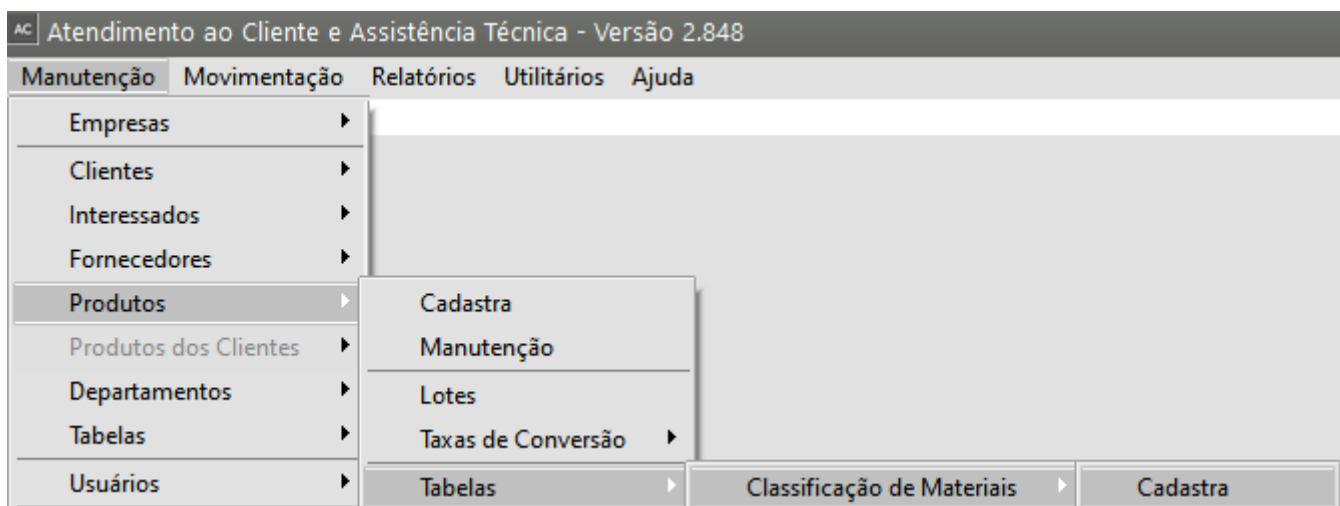 AC Atendimento ao Cliente e Assistência Técnica - Versão 2.848
Manutenção Movimentação Relatórios Utilitários Ajuda
Empresas
Clientes
Interessados
Fornecedores
Produtos Cadastra
Produtos dos Clientes Manutenção
Departamentos Lotes
Tabelas Taxas de Conversão
Usuários Tabelas Classificação de Materiais Cadastra